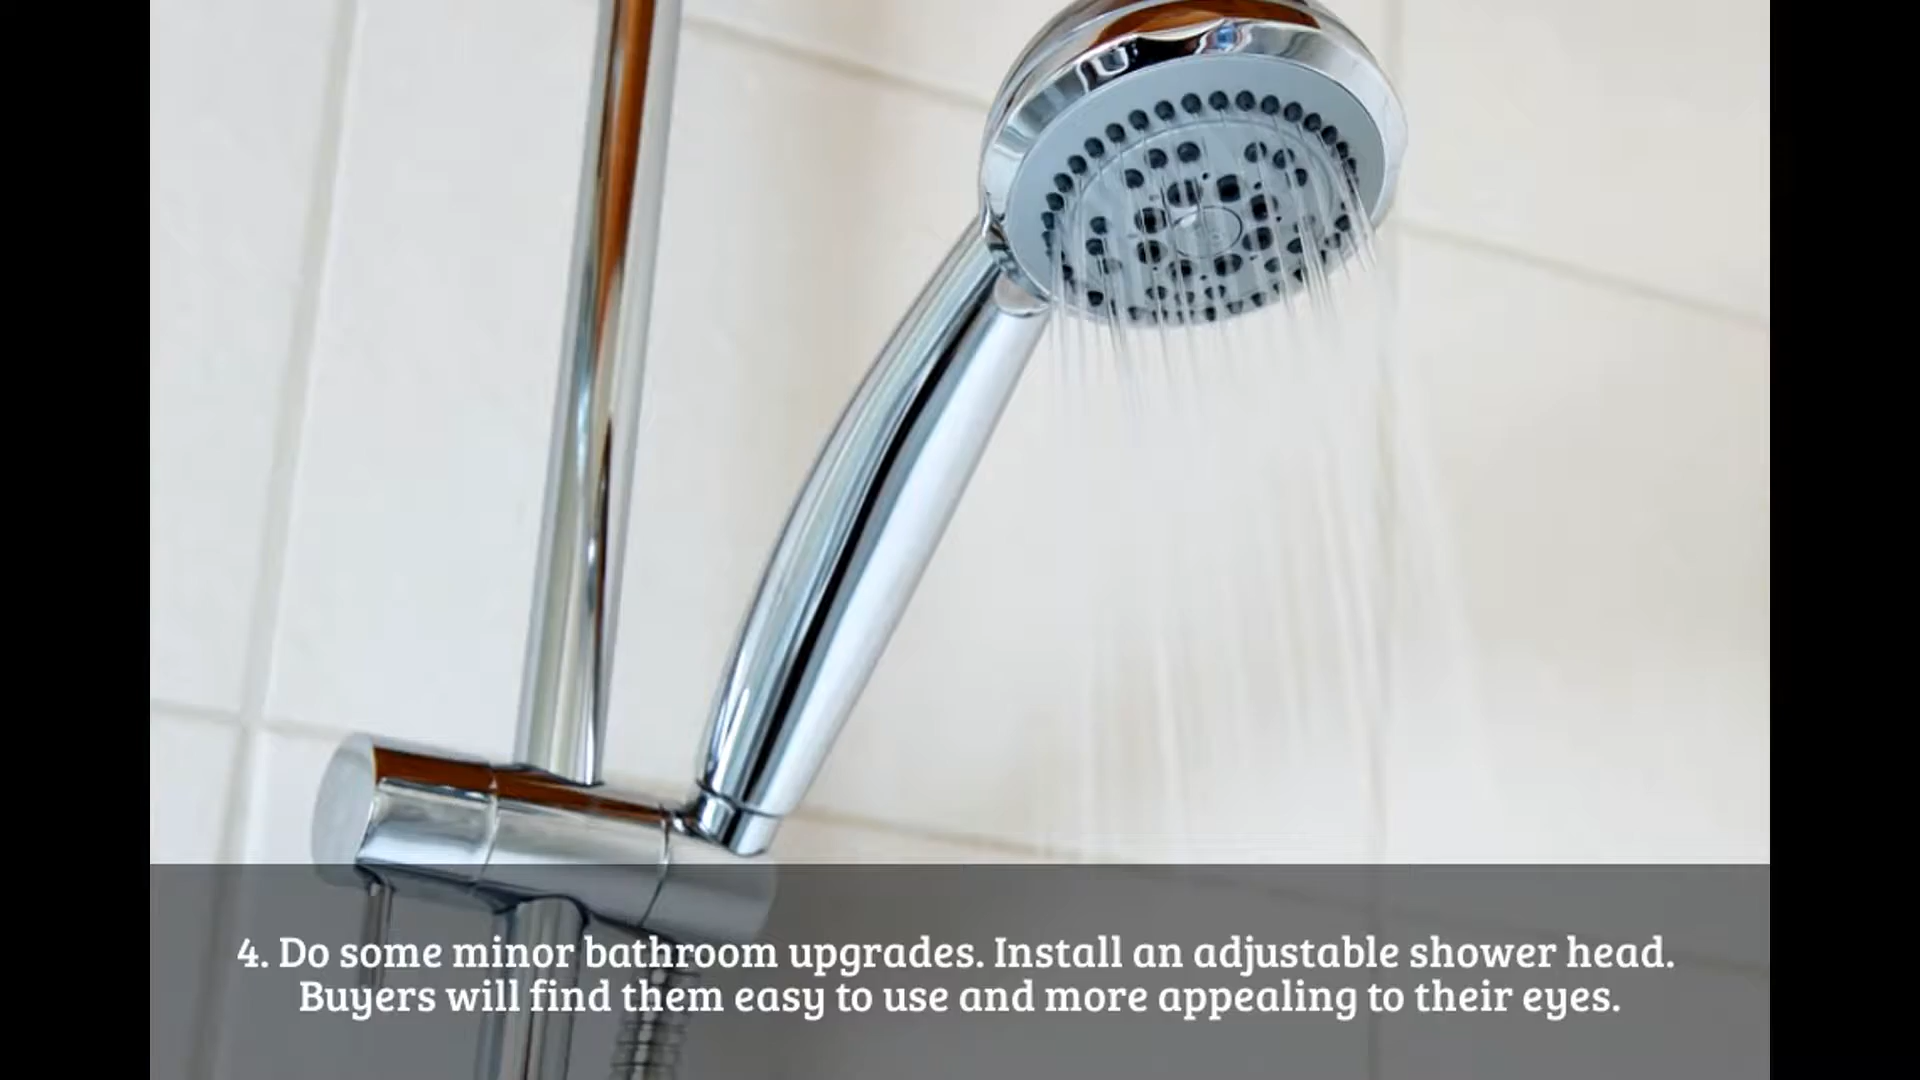 4. Do some minor bathroom upgrades. Install an adjustable shower head.
Buyers will find them easy to use and more appealing to their eyes.